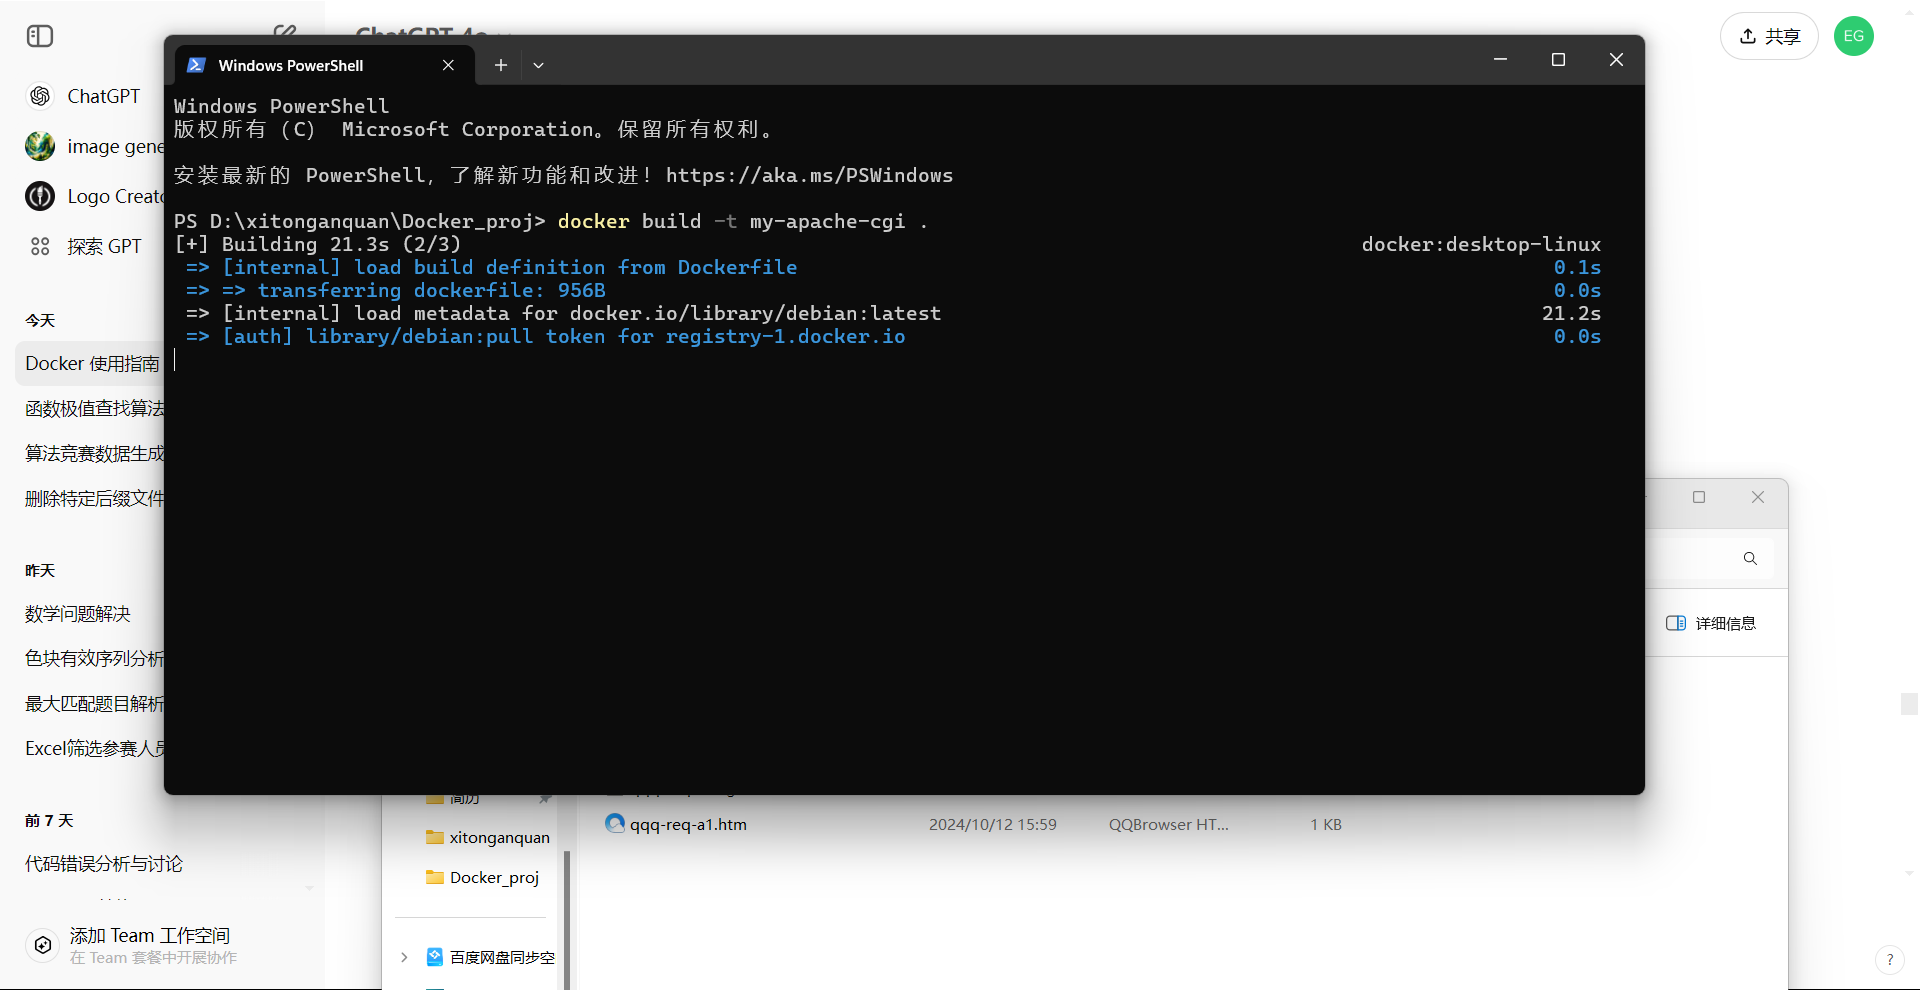 共享
EG
ChatGPT 4o
ChatGPT
image gene
Logo Creato
探索 GPT
今天
Docker 使用指南
函数极值查找算法
算法竞赛数据生成
删除特定后缀文件
昨天
数学问题解决
色块有效序列分析
最大匹配题目解析
Excel筛选参赛人员
前 7 天
代码错误分析与讨论
添加 Team 工作空间
在 Team 套餐中开展协作
Windows PowerShell
Windows PowerShell
版权所有 (C) Microsoft Corporation。保留所有权利。
安装最新的 PowerShell，了解新功能和改进！https://aka.ms/PSWindows
PS D:\xitonganquan\Docker_proj> docker build -t my-apache-cgi .
[+] Building 21.3s (2/3) docker:desktop-linux
=> [internal] load build definition from Dockerfile 0.1s
=> => transferring dockerfile: 956B 0.0s
=> [internal] load metadata for docker.io/library/debian:latest 21.2s
=> [auth] library/debian:pull token for registry-1.docker.io 0.0s
详细信息
简历
qqq-req-a1.htm 2024/10/12 15:59 QQBrowser HT... 1 KB
xitonganquan
Docker_proj
百度网盘同步空
?